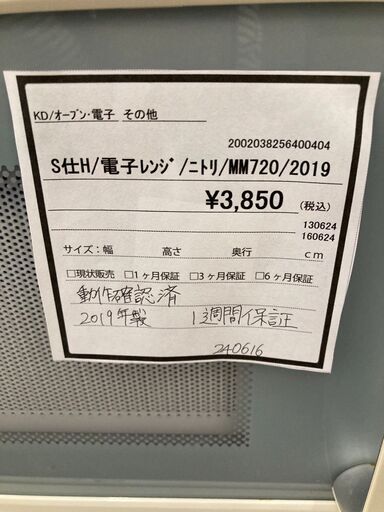 KD/オーブン・電子 その他
2002038256400404
S仕H/電子レンジ/ニトリ/MM720/2019
¥3,850 (税込)
130624
160624
サイズ:幅 高さ 奥行 cm
□現状販売 □1ヶ月保証 □3ヶ月保証 □6ヶ月保証
動作確認済
2019年製 1週間保証
240616